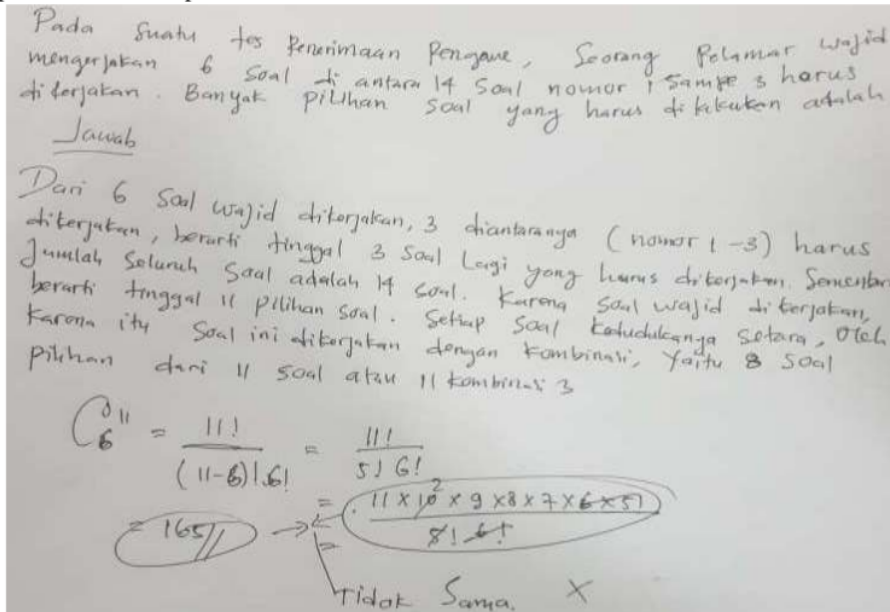 Pada Suatu tes Penerimaan Pengawe, Seorang Pelamar wajid
mengerjakan 6 Soal di antara 14 Soal nomor 1 Sampe 3 harus
di kerjakan. Banyak pilihan soal yang harus di lakukan adalah
Jawab
Dari 6 Soal wajid dikerjakan, 3 diantaranya (nomor 1-3) harus
dikerjakan, berarti tinggal 3 Soal Lagi yang harus dikerjakan. Sementara
Jumlah Seluruh Soal adalah 14 soal. Karena soal wajid di kerjakan,
berarti tinggal 11 pilihan soal. Setiap Soal kedudukanya Setara, Oleh
Karena itu Soal ini dikerjakan dengan Kombinasi, Yaitu 8 Soal
pilihan dari 11 soal atau 11 kombinasi 3
C 11 6 = 11! / (11-6)!.6! = 11! / 5! 6!
= 11 x 10 2 x 9 x 8 x 7 x 6 x 5!
= 165//
Tidak Sama. X